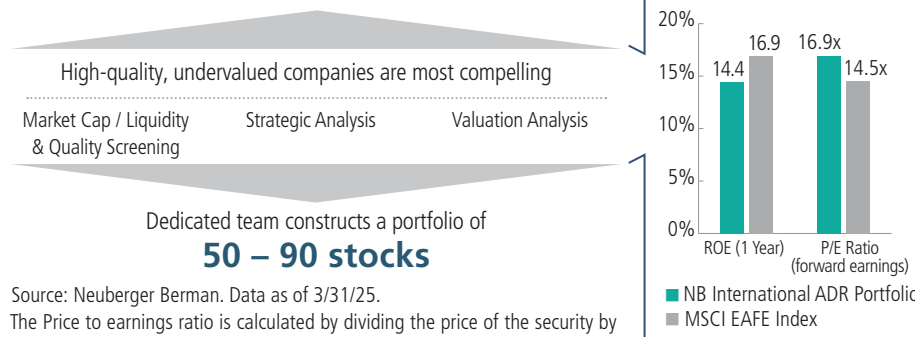 High-quality, undervalued companies are most compelling
Market Cap / Liquidity
& Quality Screening
Strategic Analysis
Valuation Analysis
Dedicated team constructs a portfolio of
50 – 90 stocks
Source: Neuberger Berman. Data as of 3/31/25.
The Price to earnings ratio is calculated by dividing the price of the security by
20%
15%
10%
5%
0%
14.4
16.9
16.9x
14.5x
ROE (1 Year)
P/E Ratio
(forward earnings)
NB International ADR Portfolio
MSCI EAFE Index